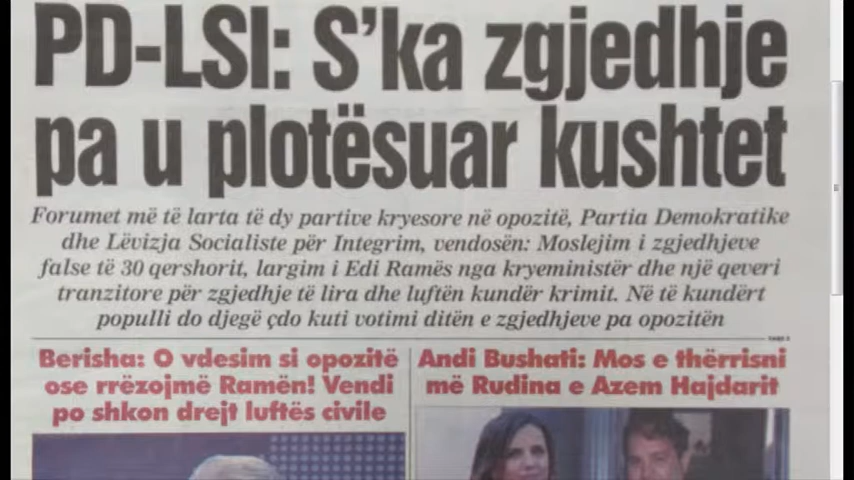 PD-LSI: S’ka zgjedhje
pa u plotësuar kushtet
Forumet më të larta të dy partive kryesore në opozitë, Partia Demokratike
dhe Lëvizja Socialiste për Integrim, vendosën: Moslejim i zgjedhjeve
false të 30 qershorit, largim i Edi Ramës nga kryeministër dhe një qeveri
tranzitore për zgjedhje të lira dhe luftën kundër krimit. Në të kundërt
populli do djegë çdo kuti votimi ditën e zgjedhjeve pa opozitën
Berisha: O vdesim si opozitë
ose rrëzojmë Ramën! Vendi
po shkon drejt luftës civile
Andi Bushati: Mos e thërrisni
më Rudina e Azem Hajdarit